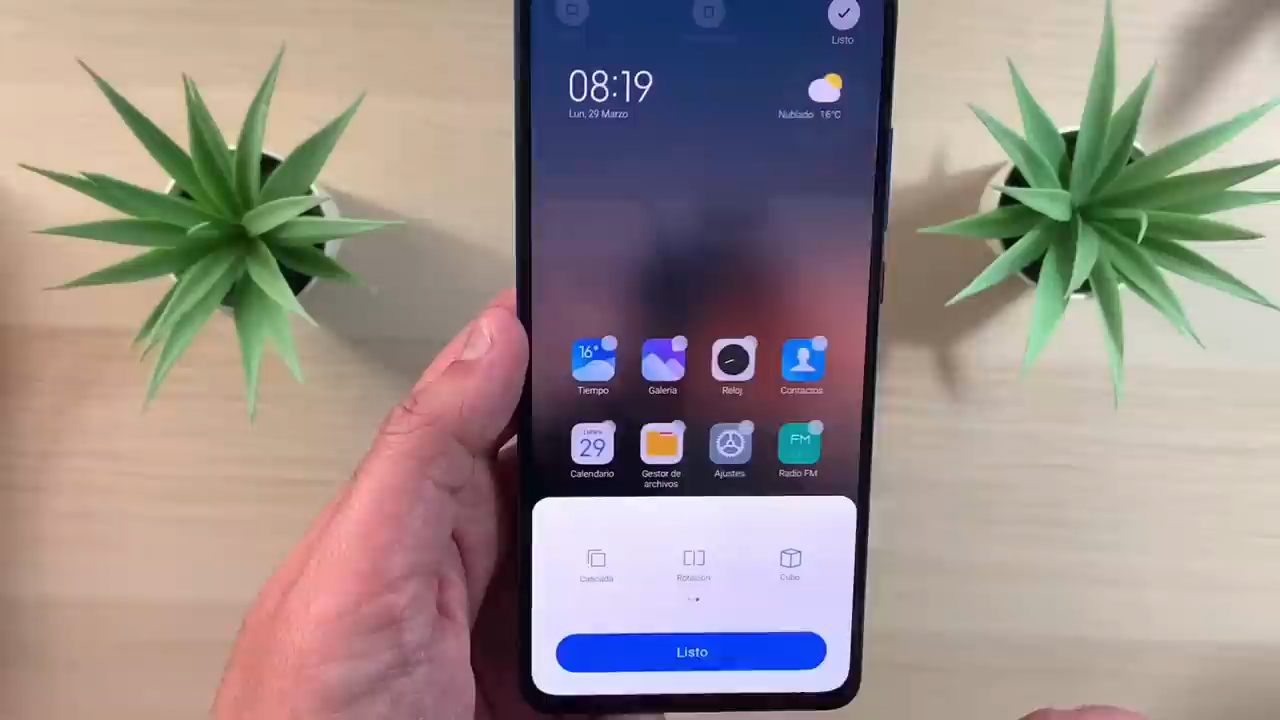 Listo
08:19
Lun, 29 Marzo
Nublado 16°C
16°
Tiempo
Galería
Reloj
Contactos
29
FM
Calendario
Gestor de
archivos
Ajustes
Radio FM
Cascada
Rotación
Cubo
Listo